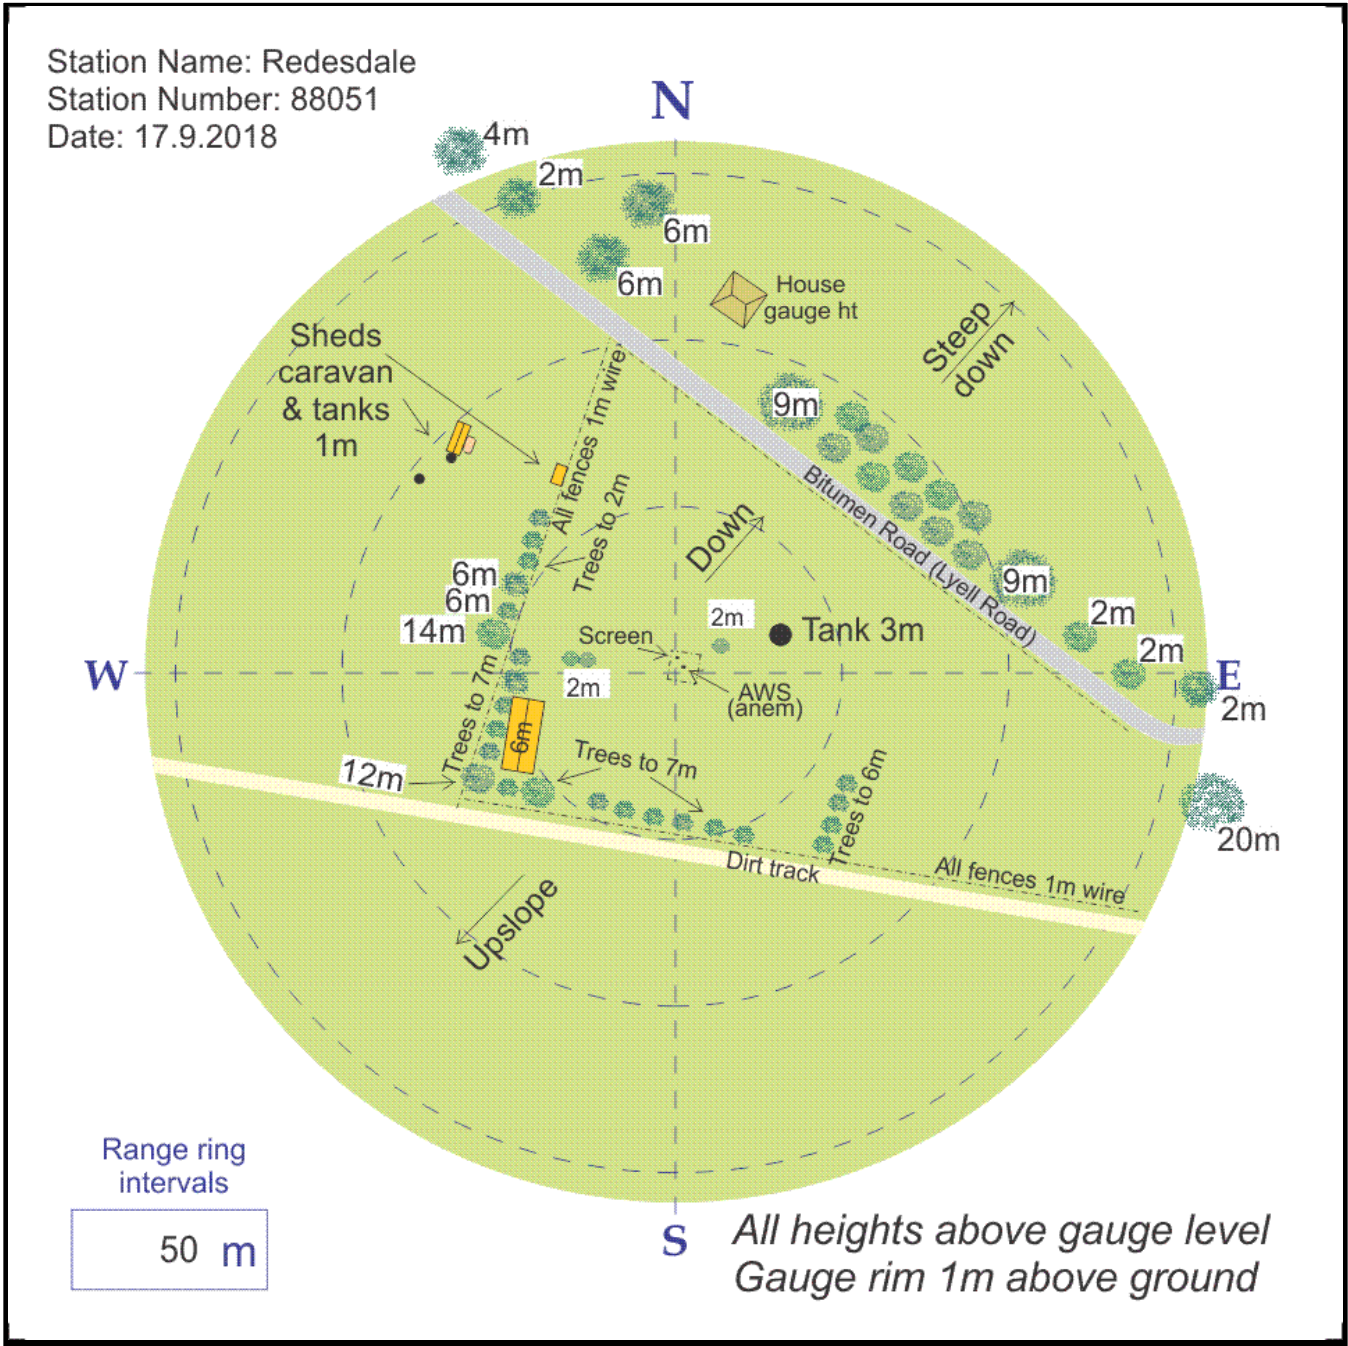 Station Name: Redesdale
Station Number: 88051
Date: 17.9.2018
N
4m
2m
6m
6m
House
gauge ht
Steep
down
Sheds
caravan
& tanks
1m
All fences 1m wire
Trees to 2m
9m
Bitumen Road (Lyell Road)
9m
Down
6m
6m
14m
2m
Tank 3m
Screen
2m
AWS
(anem)
2m
2m
W
E
2m
Trees to 7m
6m
12m
Trees to 7m
Trees to 6m
20m
Dirt track
All fences 1m wire
Upslope
Range ring
intervals
50 m
S
All heights above gauge level
Gauge rim 1m above ground